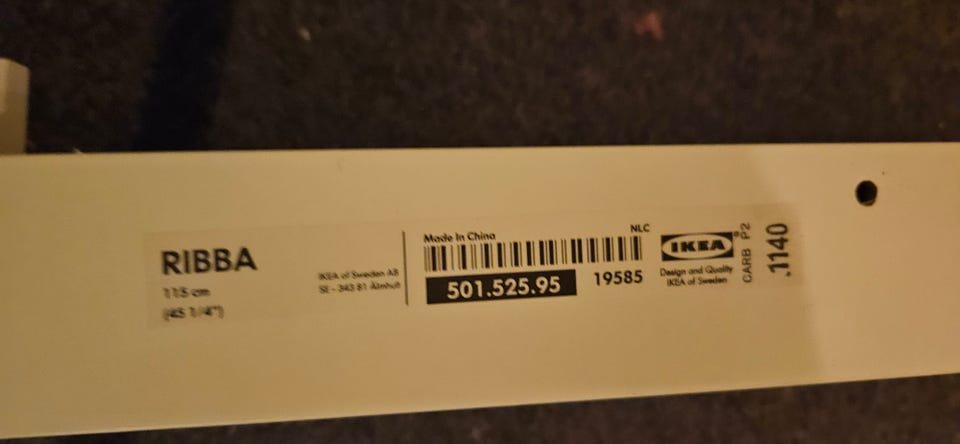 RIBBA
115 cm
(45 1/4")
IKEA of Sweden AB
SE - 343 81 Älmhult
Made in China
NLC
501.525.95
19585
IKEA®
Design and Quality
IKEA of Sweden
CARB P2
.1140